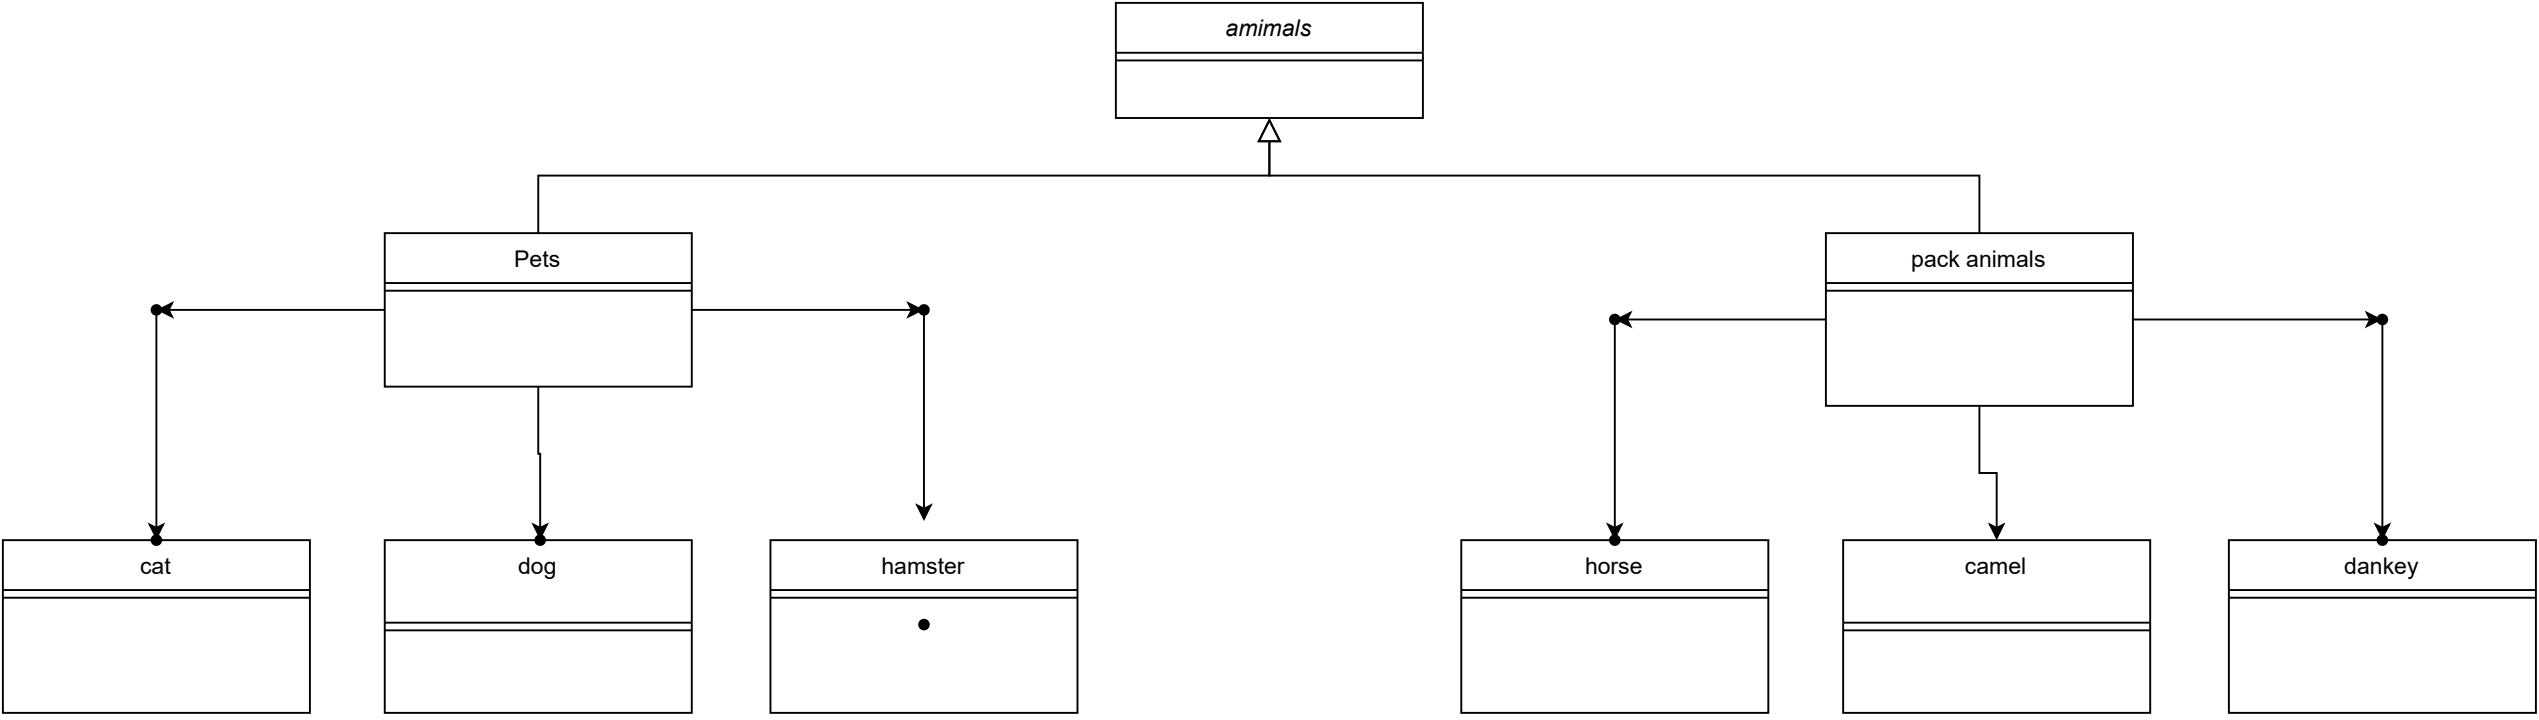 amimals
Pets
pack animals
cat
dog
hamster
horse
camel
dankey